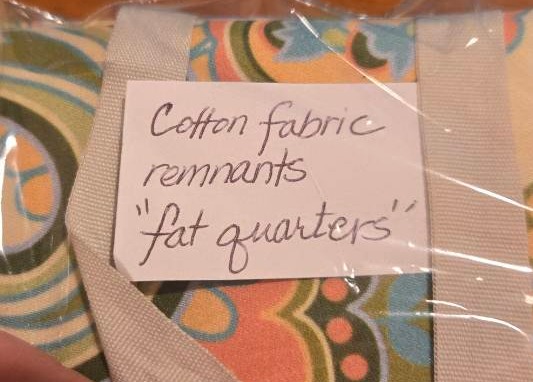 Cotton fabric
remnants
"fat quarters"